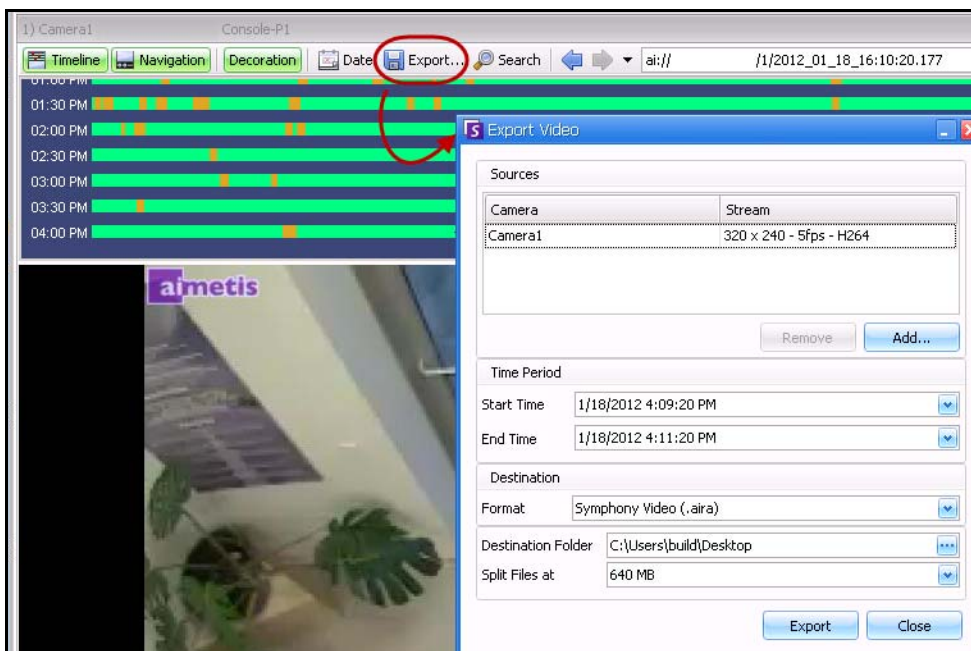 1) Camera1 Console-P1
Timeline Navigation Decoration Date Export... Search ai:// /1/2012_01_18_16:10:20.177
01:00 PM
01:30 PM
02:00 PM
02:30 PM
03:00 PM
03:30 PM
04:00 PM
aimetis
Export Video
Sources
Camera Stream
Camera1 320 x 240 - 5fps - H264
Remove Add...
Time Period
Start Time 1/18/2012 4:09:20 PM
End Time 1/18/2012 4:11:20 PM
Destination
Format Symphony Video (.aira)
Destination Folder C:\Users\build\Desktop
Split Files at 640 MB
Export Close